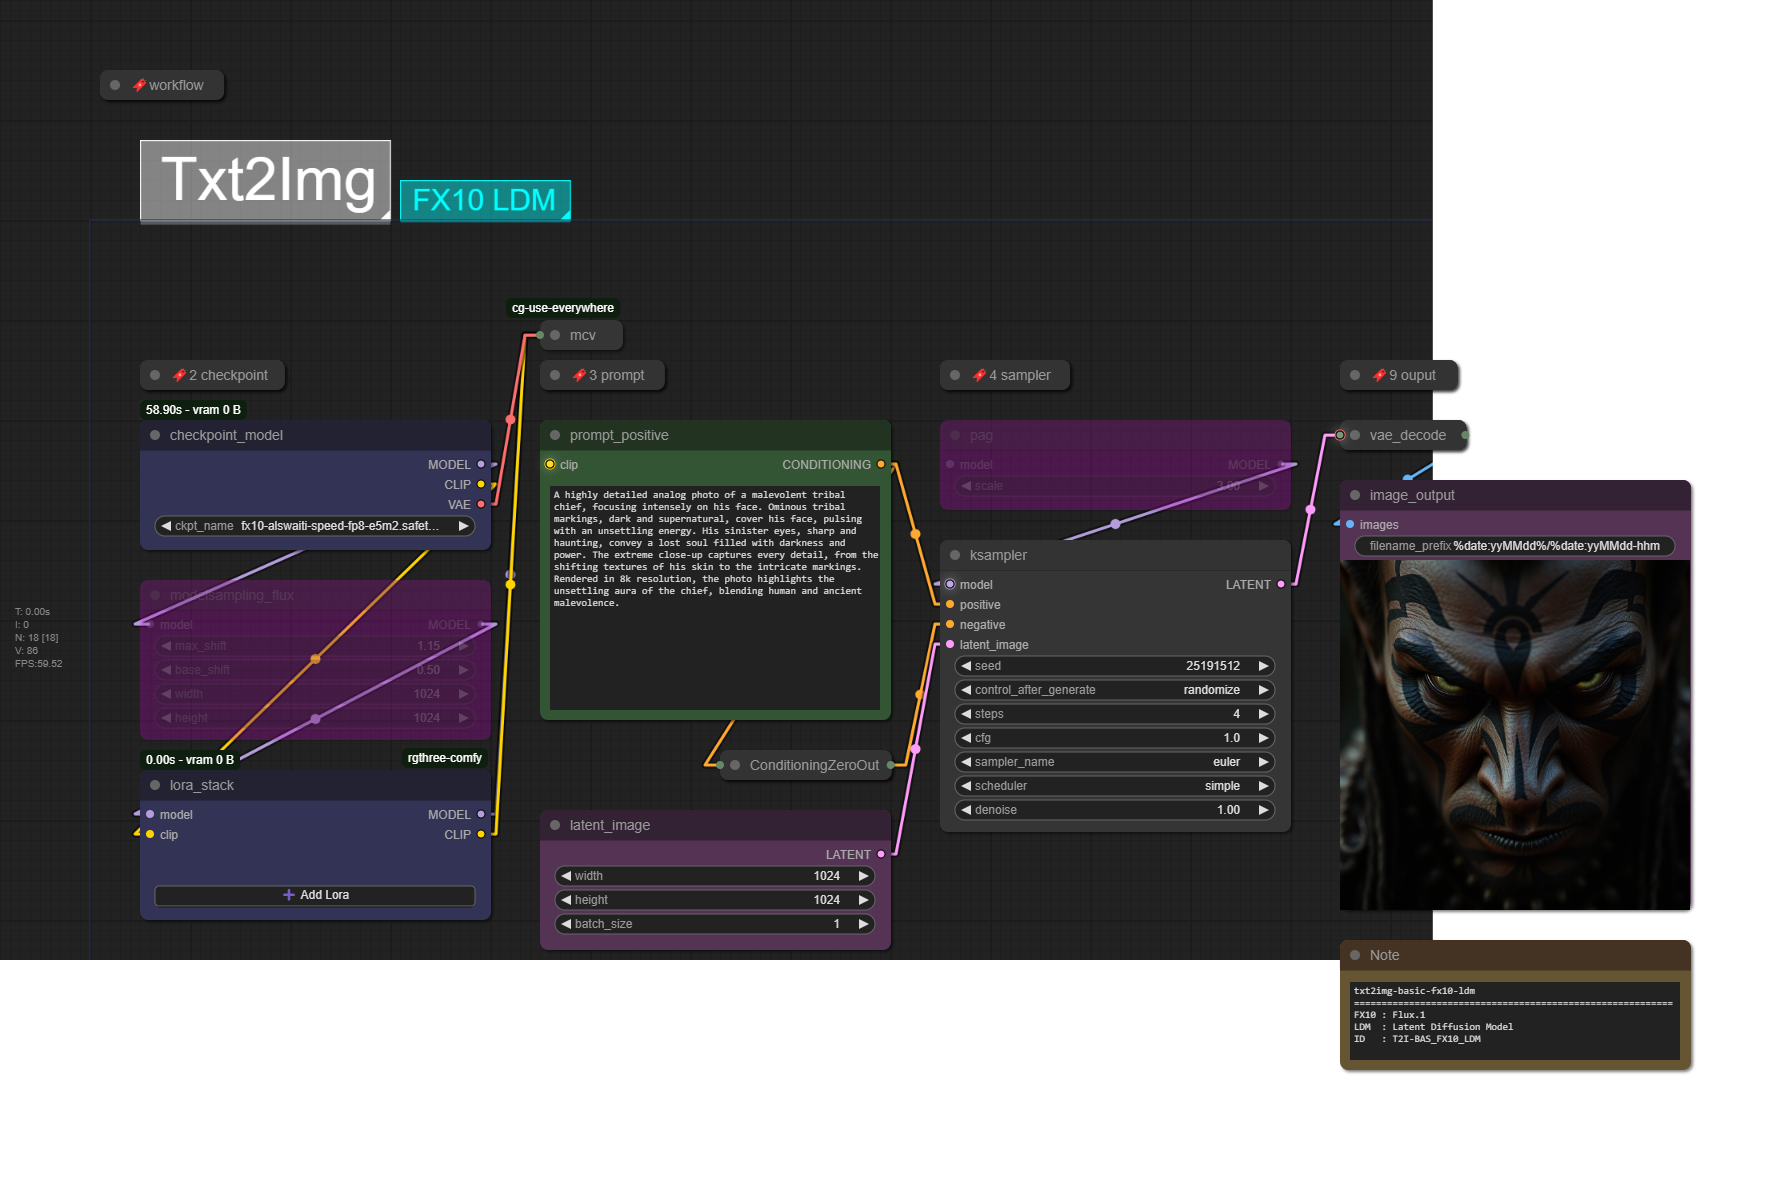 workflow
Txt2Img
FX10 LDM
cg-use-everywhere
mcv
2 checkpoint
3 prompt
4 sampler
9 ouput
58.90s - vram 0 B
checkpoint_model
MODEL
CLIP
VAE
ckpt_name fx10-alswaiti-speed-fp8-e5m2.safet...
modelsampling_flux
model MODEL
max_shift 1.15
base_shift 0.50
width 1024
height 1024
T: 0.00s
I: 0
N: 18 [18]
V: 86
FPS:59.52
0.00s - vram 0 B
rgthree-comfy
lora_stack
model MODEL
clip CLIP
Add Lora
prompt_positive
clip CONDITIONING
A highly detailed analog photo of a malevolent tribal
chief, focusing intensely on his face. Ominous tribal
markings, dark and supernatural, cover his face, pulsing
with an unsettling energy. His sinister eyes, sharp and
haunting, convey a lost soul filled with darkness and
power. The extreme close-up captures every detail, from the
shifting textures of his skin to the intricate markings.
Rendered in 8k resolution, the photo highlights the
unsettling aura of the chief, blending human and ancient
malevolence.
ConditioningZeroOut
latent_image
LATENT
width 1024
height 1024
batch_size 1
pag
model MODEL
scale 3.00
ksampler
model LATENT
positive
negative
latent_image
seed 25191512
control_after_generate randomize
steps 4
cfg 1.0
sampler_name euler
scheduler simple
denoise 1.00
vae_decode
image_output
images
filename_prefix %date:yyMMdd%/%date:yyMMdd-hhm
Note
txt2img-basic-fx10-ldm
==========================================================
FX10 : Flux.1
LDM : Latent Diffusion Model
ID : T2I-BAS_FX10_LDM